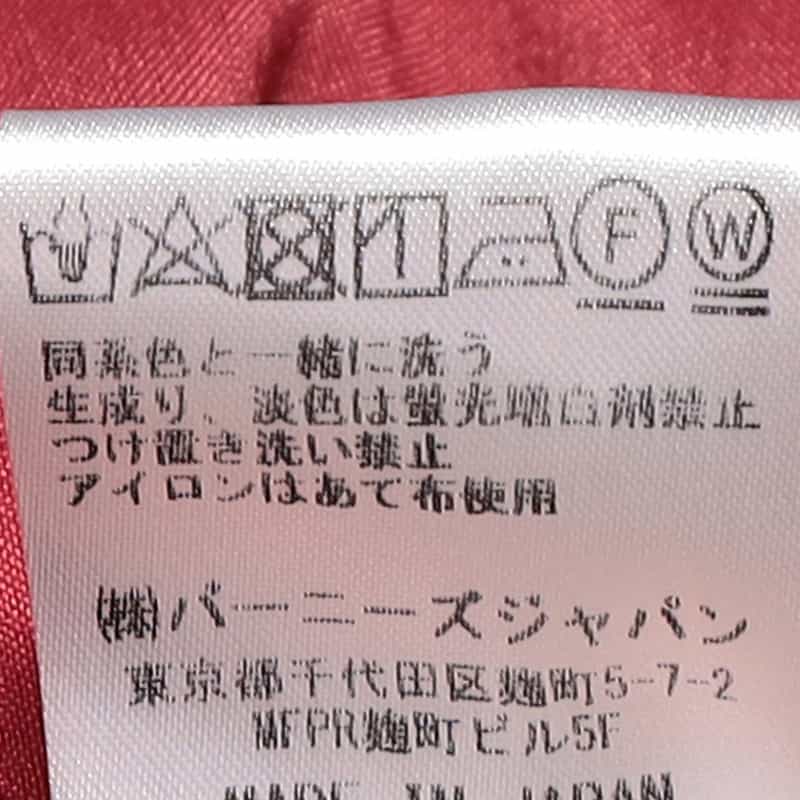 F W
同系色と一緒に洗う
生成り、淡色は蛍光増白剤禁止
つけ置き洗い禁止
アイロンはあて布使用
㈱バーニーズジャパン
東京都千代田区麹町5-7-2
MFPR麹町ビル5F
MADE IN JAPAN